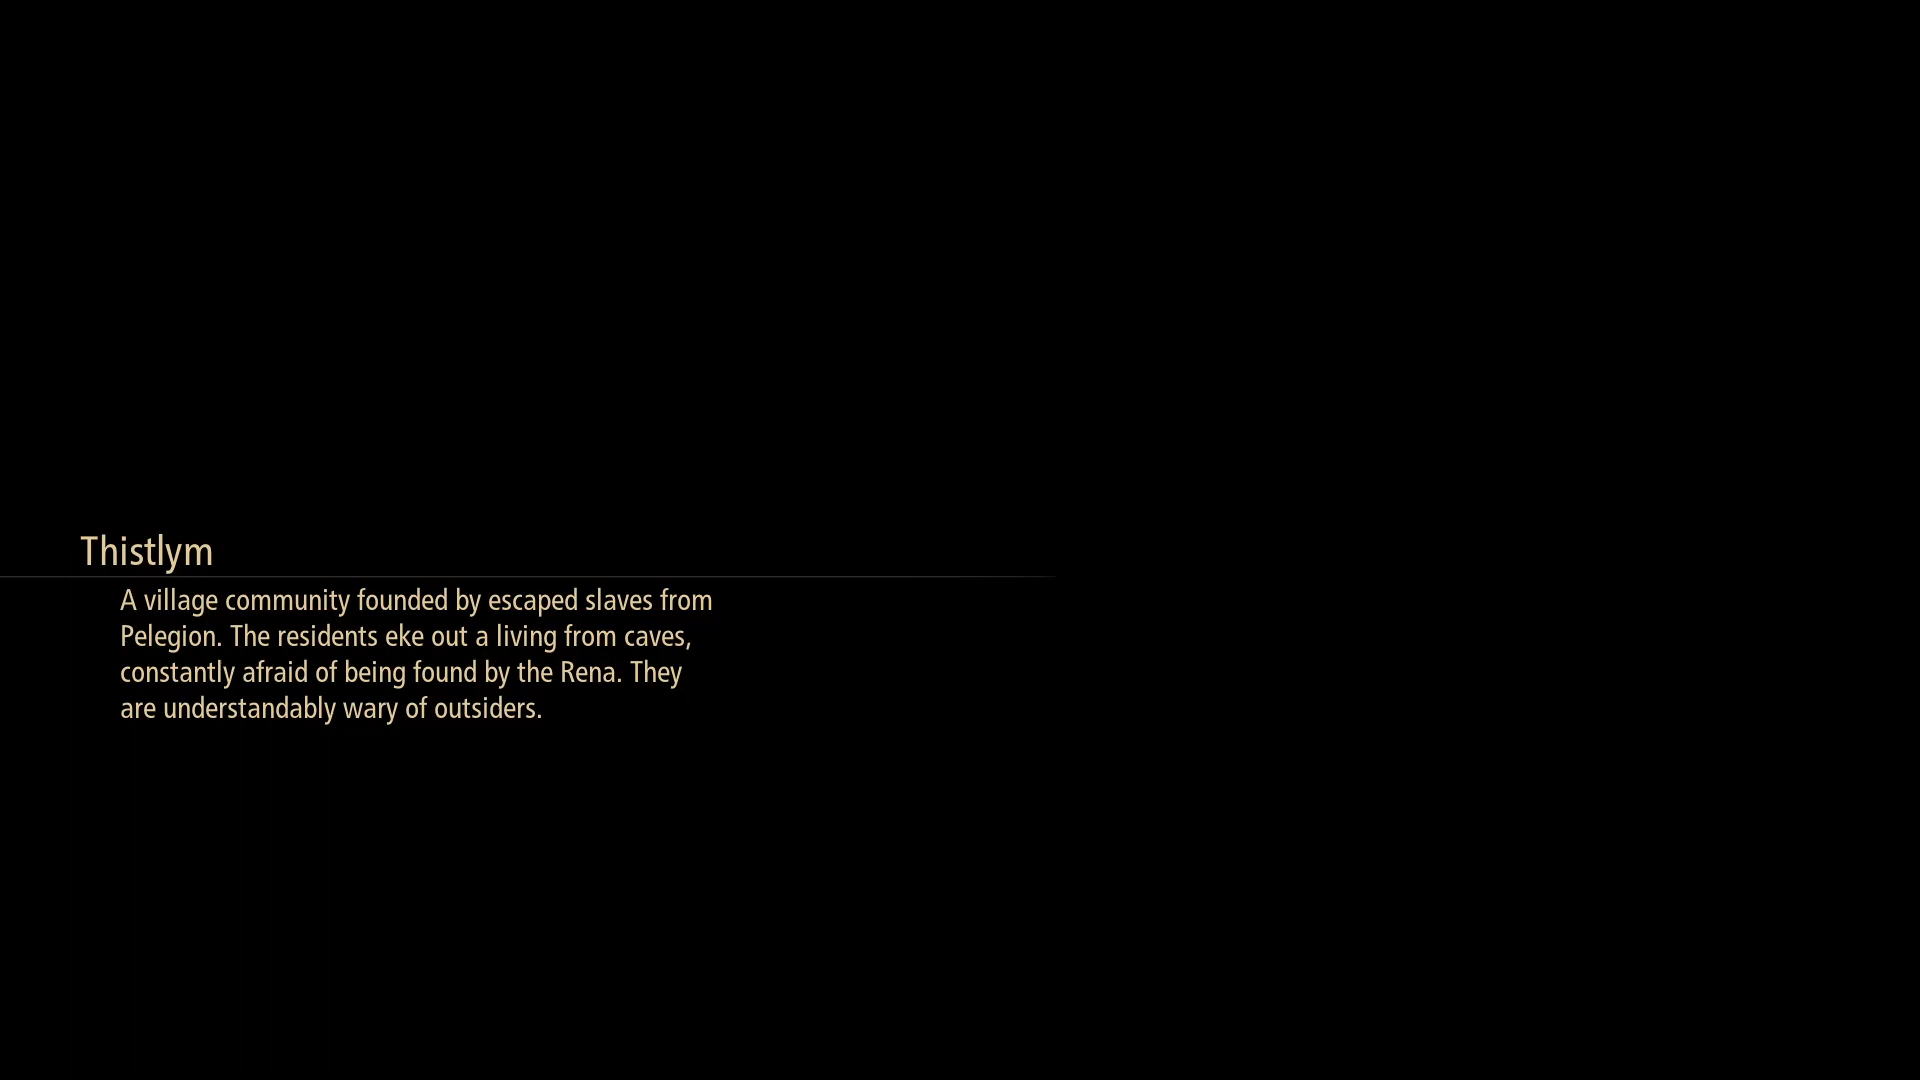 Thistlym
A village community founded by escaped slaves from
Pelegion. The residents eke out a living from caves,
constantly afraid of being found by the Rena. They
are understandably wary of outsiders.